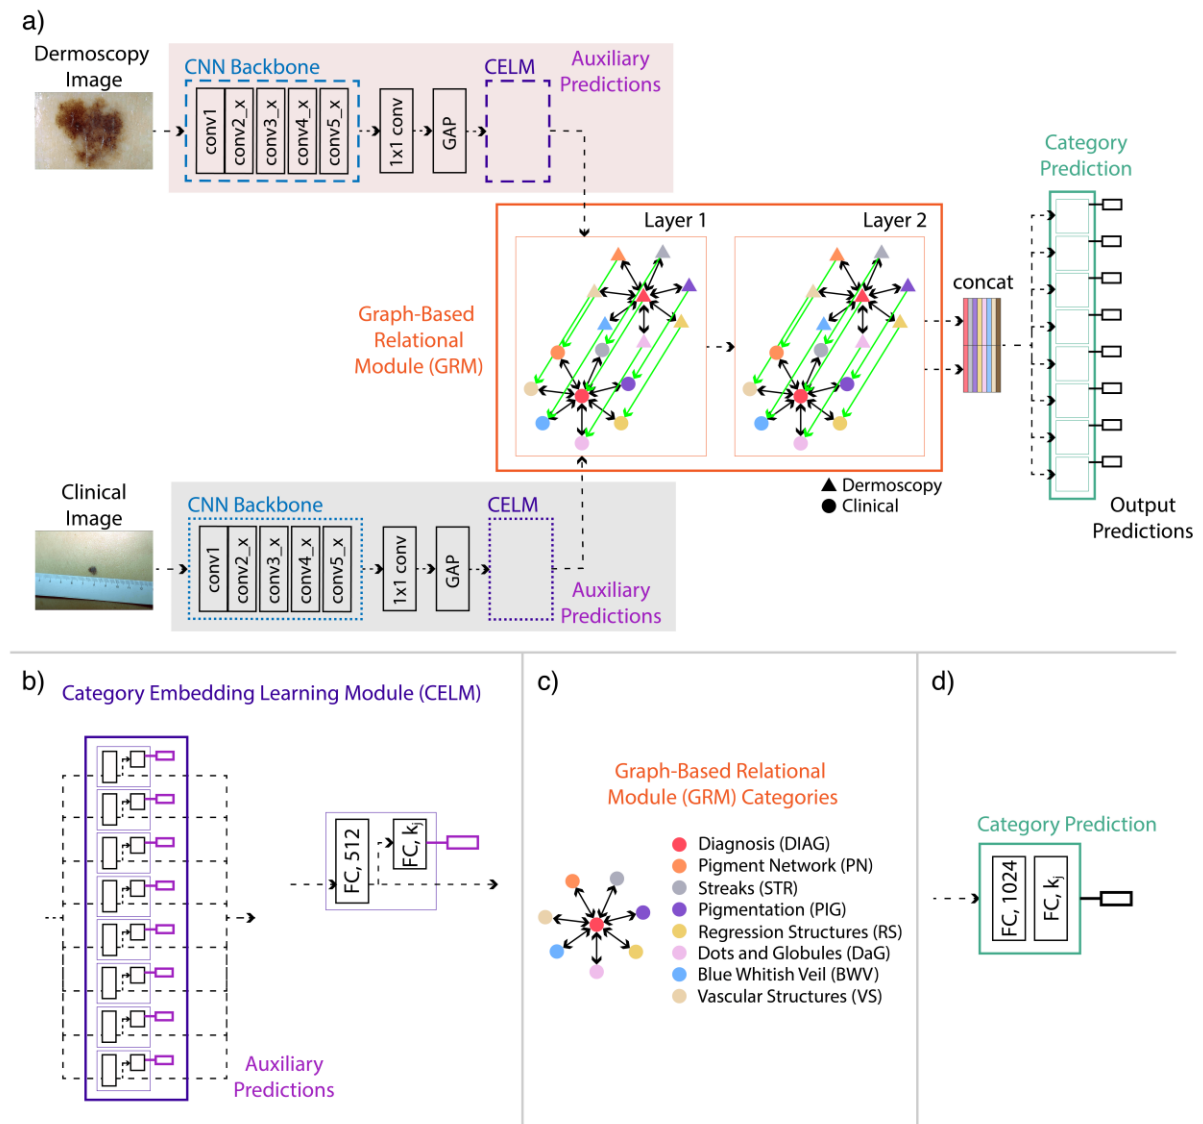 a)
Dermoscopy
Image
CNN Backbone
conv1
conv2_x
conv3_x
conv4_x
conv5_x
1x1 conv
GAP
CELM
Auxiliary
Predictions
Category
Prediction
Layer 1
Layer 2
Graph-Based
Relational
Module (GRM)
concat
Dermoscopy
Clinical
Output
Predictions
Clinical
Image
CNN Backbone
conv1
conv2_x
conv3_x
conv4_x
conv5_x
1x1 conv
GAP
CELM
Auxiliary
Predictions
b)
Category Embedding Learning Module (CELM)
FC, 512
FC, kj
Auxiliary
Predictions
c)
Graph-Based Relational
Module (GRM) Categories
Diagnosis (DIAG)
Pigment Network (PN)
Streaks (STR)
Pigmentation (PIG)
Regression Structures (RS)
Dots and Globules (DaG)
Blue Whitish Veil (BWV)
Vascular Structures (VS)
d)
Category Prediction
FC, 1024
FC, kj